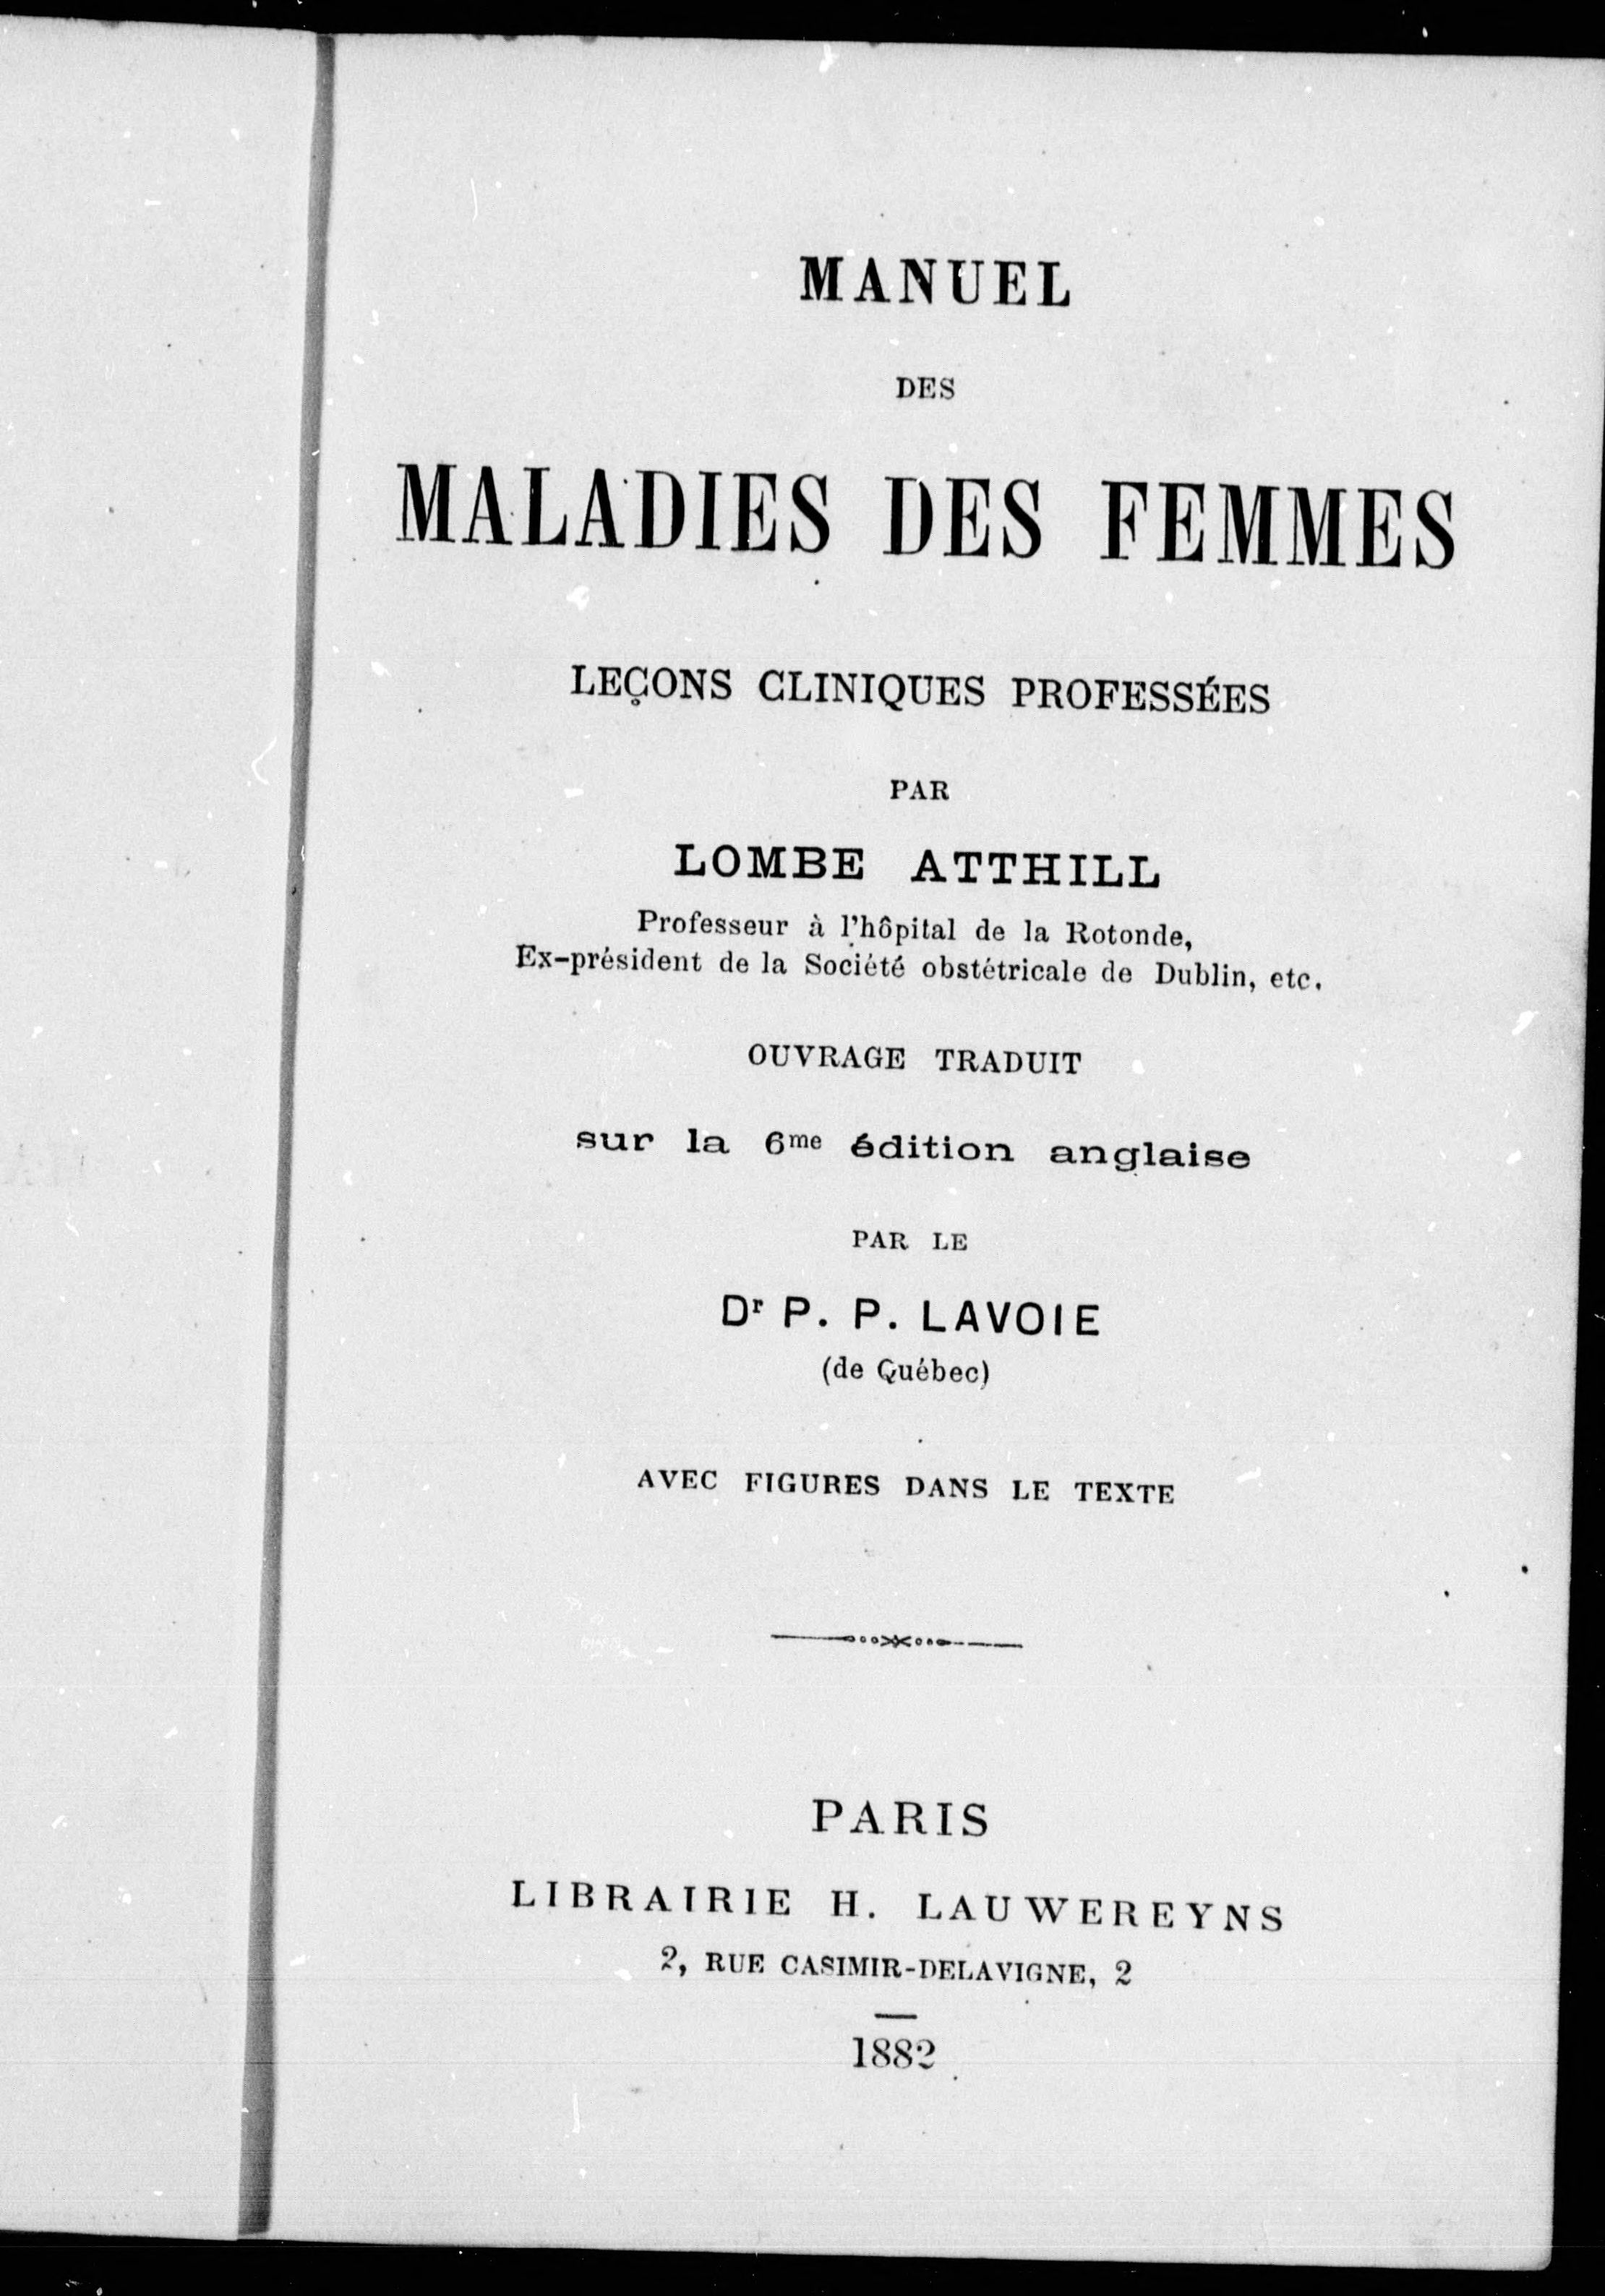 MANUEL
DES
MALADIES DES FEMMES
LEÇONS CLINIQUES PROFESSÉES
PAR
LOMBE ATTHILL
Professeur à l'hôpital de la Rotonde,
Ex-président de la Société obstétricale de Dublin, etc.
OUVRAGE TRADUIT
sur la 6me édition anglaise
PAR LE
Dr P. P. LAVOIE
(de Québec)
AVEC FIGURES DANS LE TEXTE
PARIS
LIBRAIRIE H. LAUWEREYNS
2, RUE CASIMIR-DELAVIGNE, 2
1882